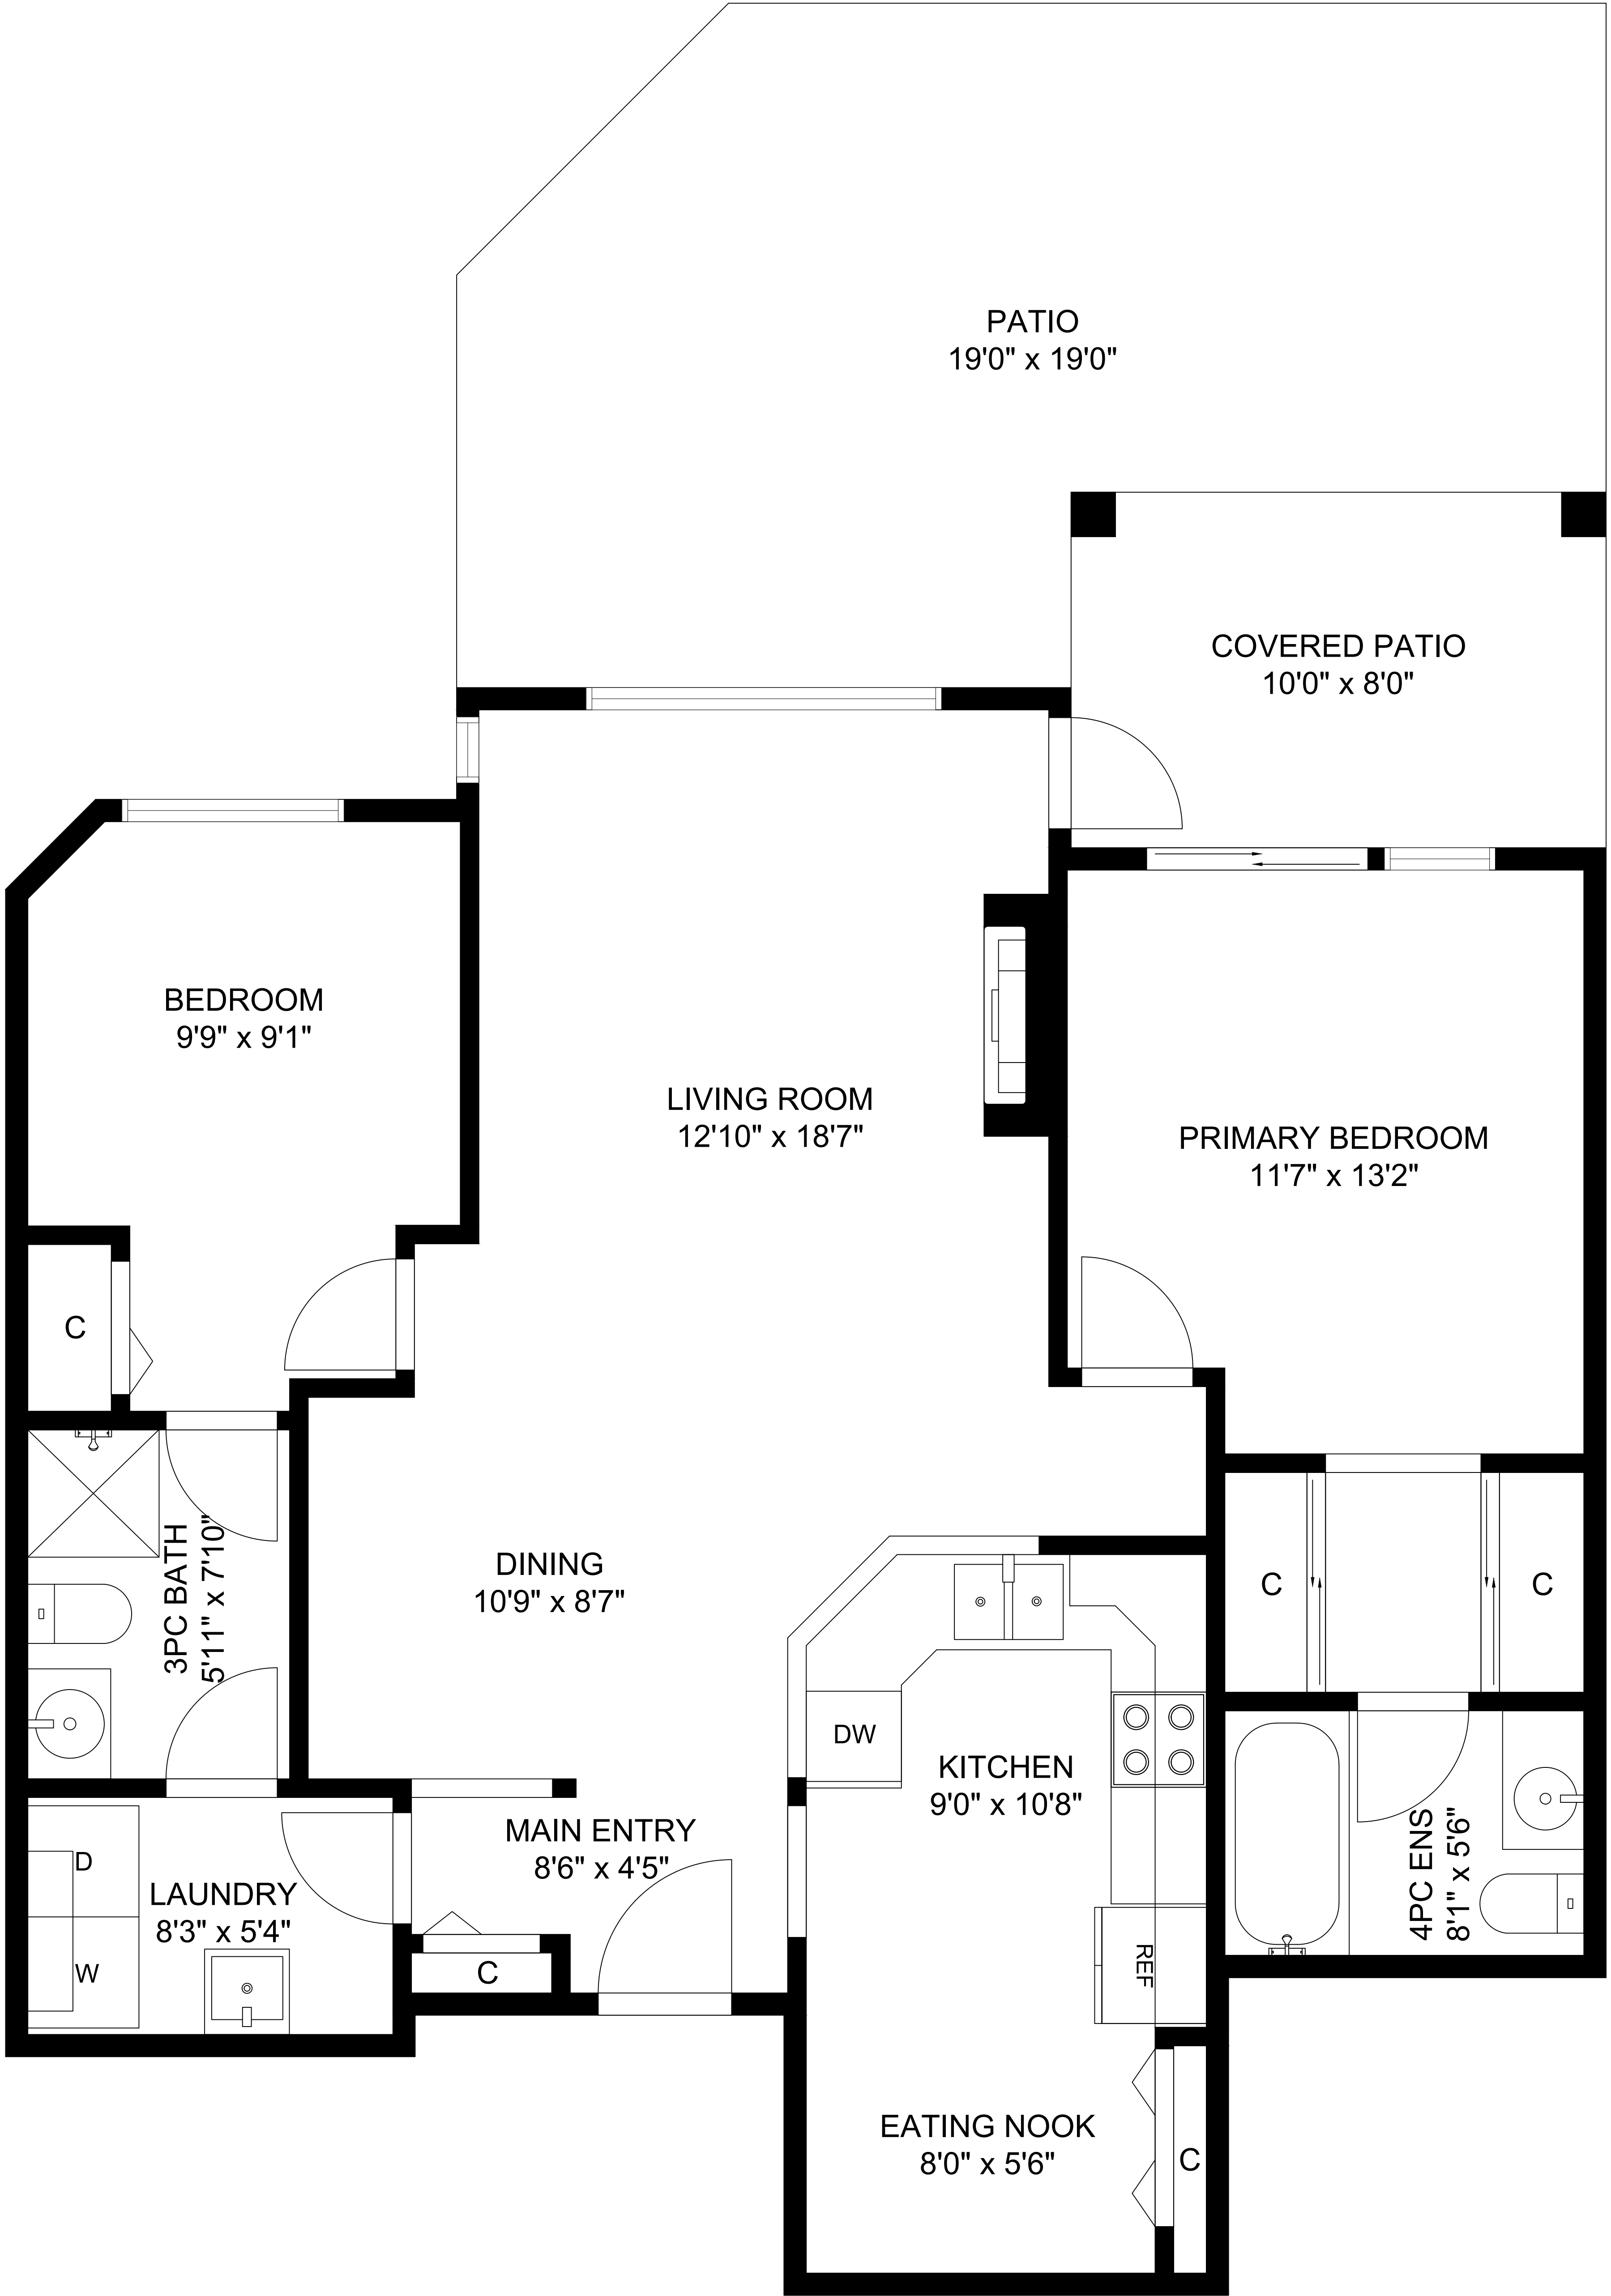 PATIO
19'0" x 19'0"
COVERED PATIO
10'0" x 8'0"
BEDROOM
9'9" x 9'1"
LIVING ROOM
12'10" x 18'7"
PRIMARY BEDROOM
11'7" x 13'2"
C
3PC BATH
5'11" x 7'10"
DINING
10'9" x 8'7"
C
C
DW
KITCHEN
9'0" x 10'8"
MAIN ENTRY
8'6" x 4'5"
4PC ENS
8'1" x 5'6"
D
LAUNDRY
8'3" x 5'4"
W
C
REF
EATING NOOK
8'0" x 5'6"
C